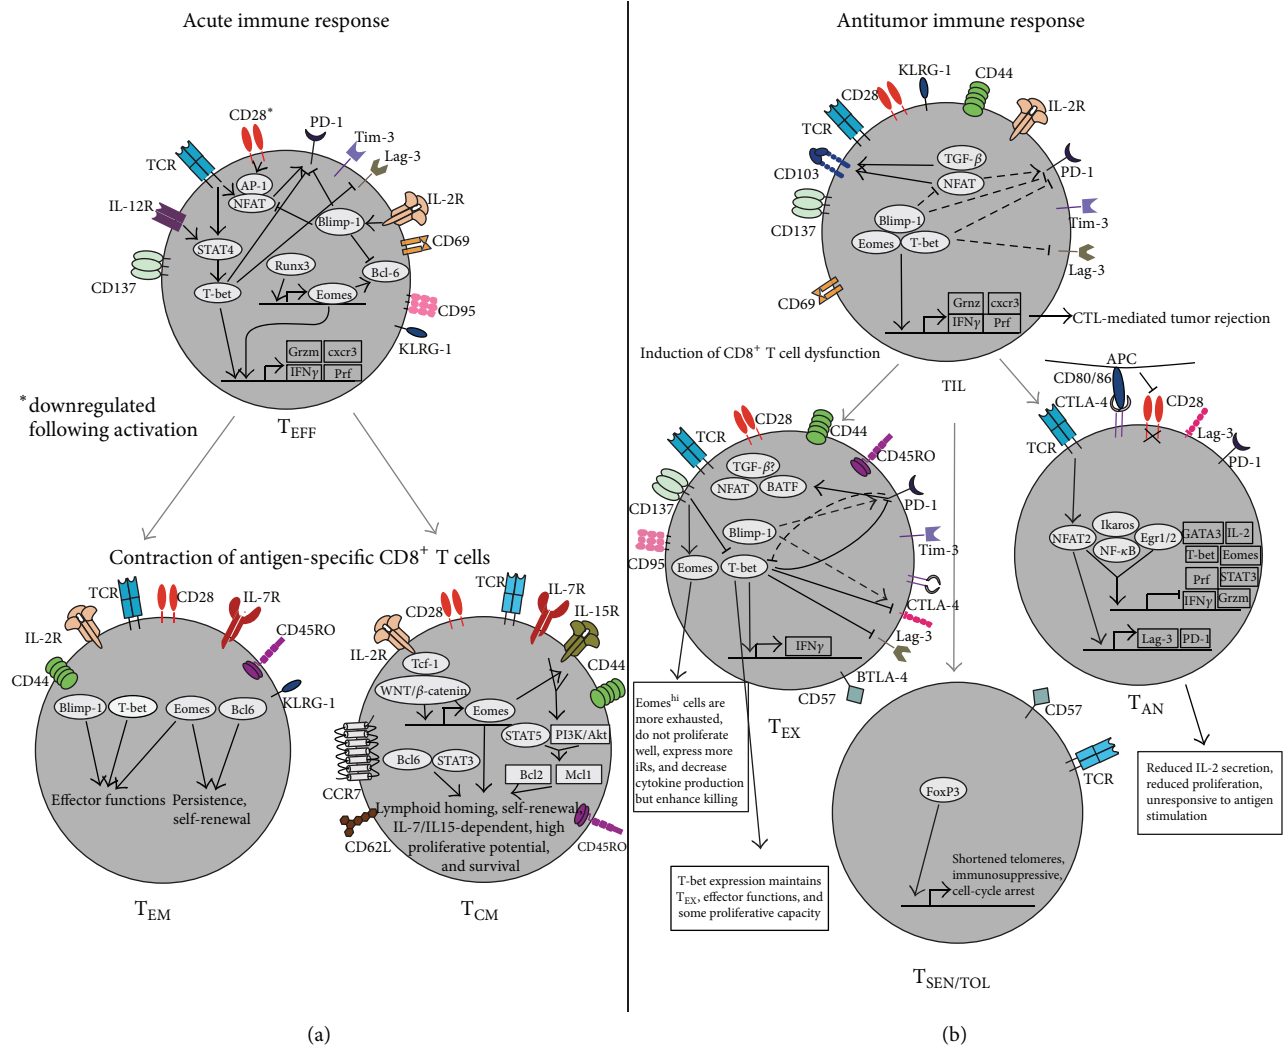 Acute immune response
CD28*
PD-1
Tim-3
Lag-3
TCR
AP-1
NFAT
IL-12R
IL-2R
Blimp-1
STAT4
CD69
CD137
Runx3
Bcl-6
T-bet
Eomes
CD95
KLRG-1
Grzm
cxcr3
IFNγ
Prf
*downregulated
following activation
TEFF
Contraction of antigen-specific CD8+ T cells
TCR
CD28
IL-7R
IL-2R
CD45RO
CD44
KLRG-1
Blimp-1
T-bet
Eomes
Bcl6
Effector functions
Persistence,
self-renewal
TEM
CD28
TCR
IL-7R
IL-15R
IL-2R
Tcf-1
CD44
WNT/β-catenin
Eomes
STAT5
PI3K/Akt
Bcl6
STAT3
Bcl2
Mcl1
CCR7
Lymphoid homing, self-renewal
IL-7/IL15-dependent, high
proliferative potential,
and survival
CD62L
CD45RO
TCM
(a)
Antitumor immune response
KLRG-1
CD44
CD28
IL-2R
TCR
TGF-β
NFAT
CD103
PD-1
CD137
Blimp-1
Eomes
T-bet
Tim-3
Lag-3
CD69
Grnz
cxcr3
IFNγ
Prf
CTL-mediated tumor rejection
Induction of CD8+ T cell dysfunction
TIL
APC
CD80/86
CTLA-4
CD28
Lag-3
TCR
PD-1
Ikaros
NFAT2
NF-κB
Egr1/2
GATA3
IL-2
T-bet
Eomes
Prf
STAT3
IFNγ
Grzm
Lag-3
PD-1
TAN
Reduced IL-2 secretion,
reduced proliferation,
unresponsive to antigen
stimulation
CD28
TCR
CD44
CD45RO
TGF-β?
NFAT
BATF
CD137
PD-1
Blimp-1
Tim-3
CD95
Eomes
T-bet
CTLA-4
Lag-3
IFNγ
BTLA-4
CD57
TEX
Eomeshi cells are
more exhausted,
do not proliferate
well, express more
iRs, and decrease
cytokine production
but enhance killing
T-bet expression maintains
TEX, effector functions, and
some proliferative capacity
CD57
TCR
FoxP3
Shortened telomeres,
immunosuppressive,
cell-cycle arrest
TSEN/TOL
(b)